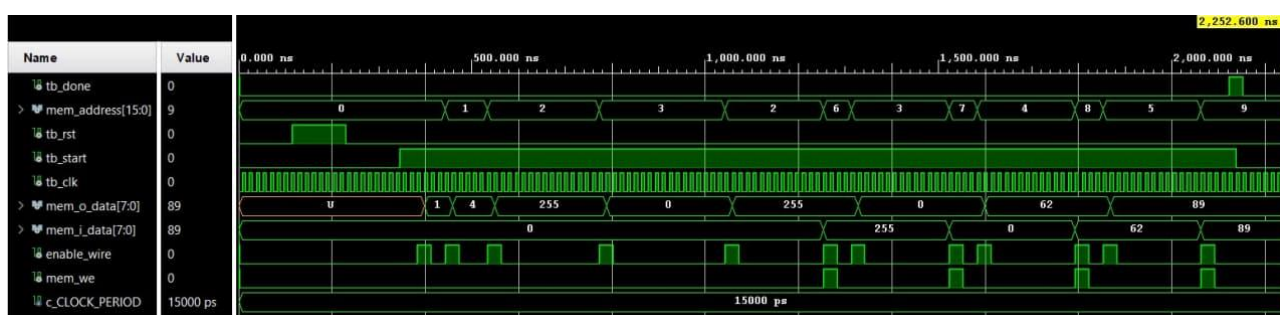 2,252.600 ns
Name Value 0.000 ns 500.000 ns 1,000.000 ns 1,500.000 ns 2,000.000 ns
tb_done 0
mem_address[15:0] 9 0 1 2 3 2 6 3 7 4 8 5 9
tb_rst 0
tb_start 0
tb_clk 0
mem_o_data[7:0] 89 U 1 4 255 0 255 0 62 89
mem_i_data[7:0] 89 0 255 0 62 89
enable_wire 0
mem_we 0
c_CLOCK_PERIOD 15000 ps 15000 ps